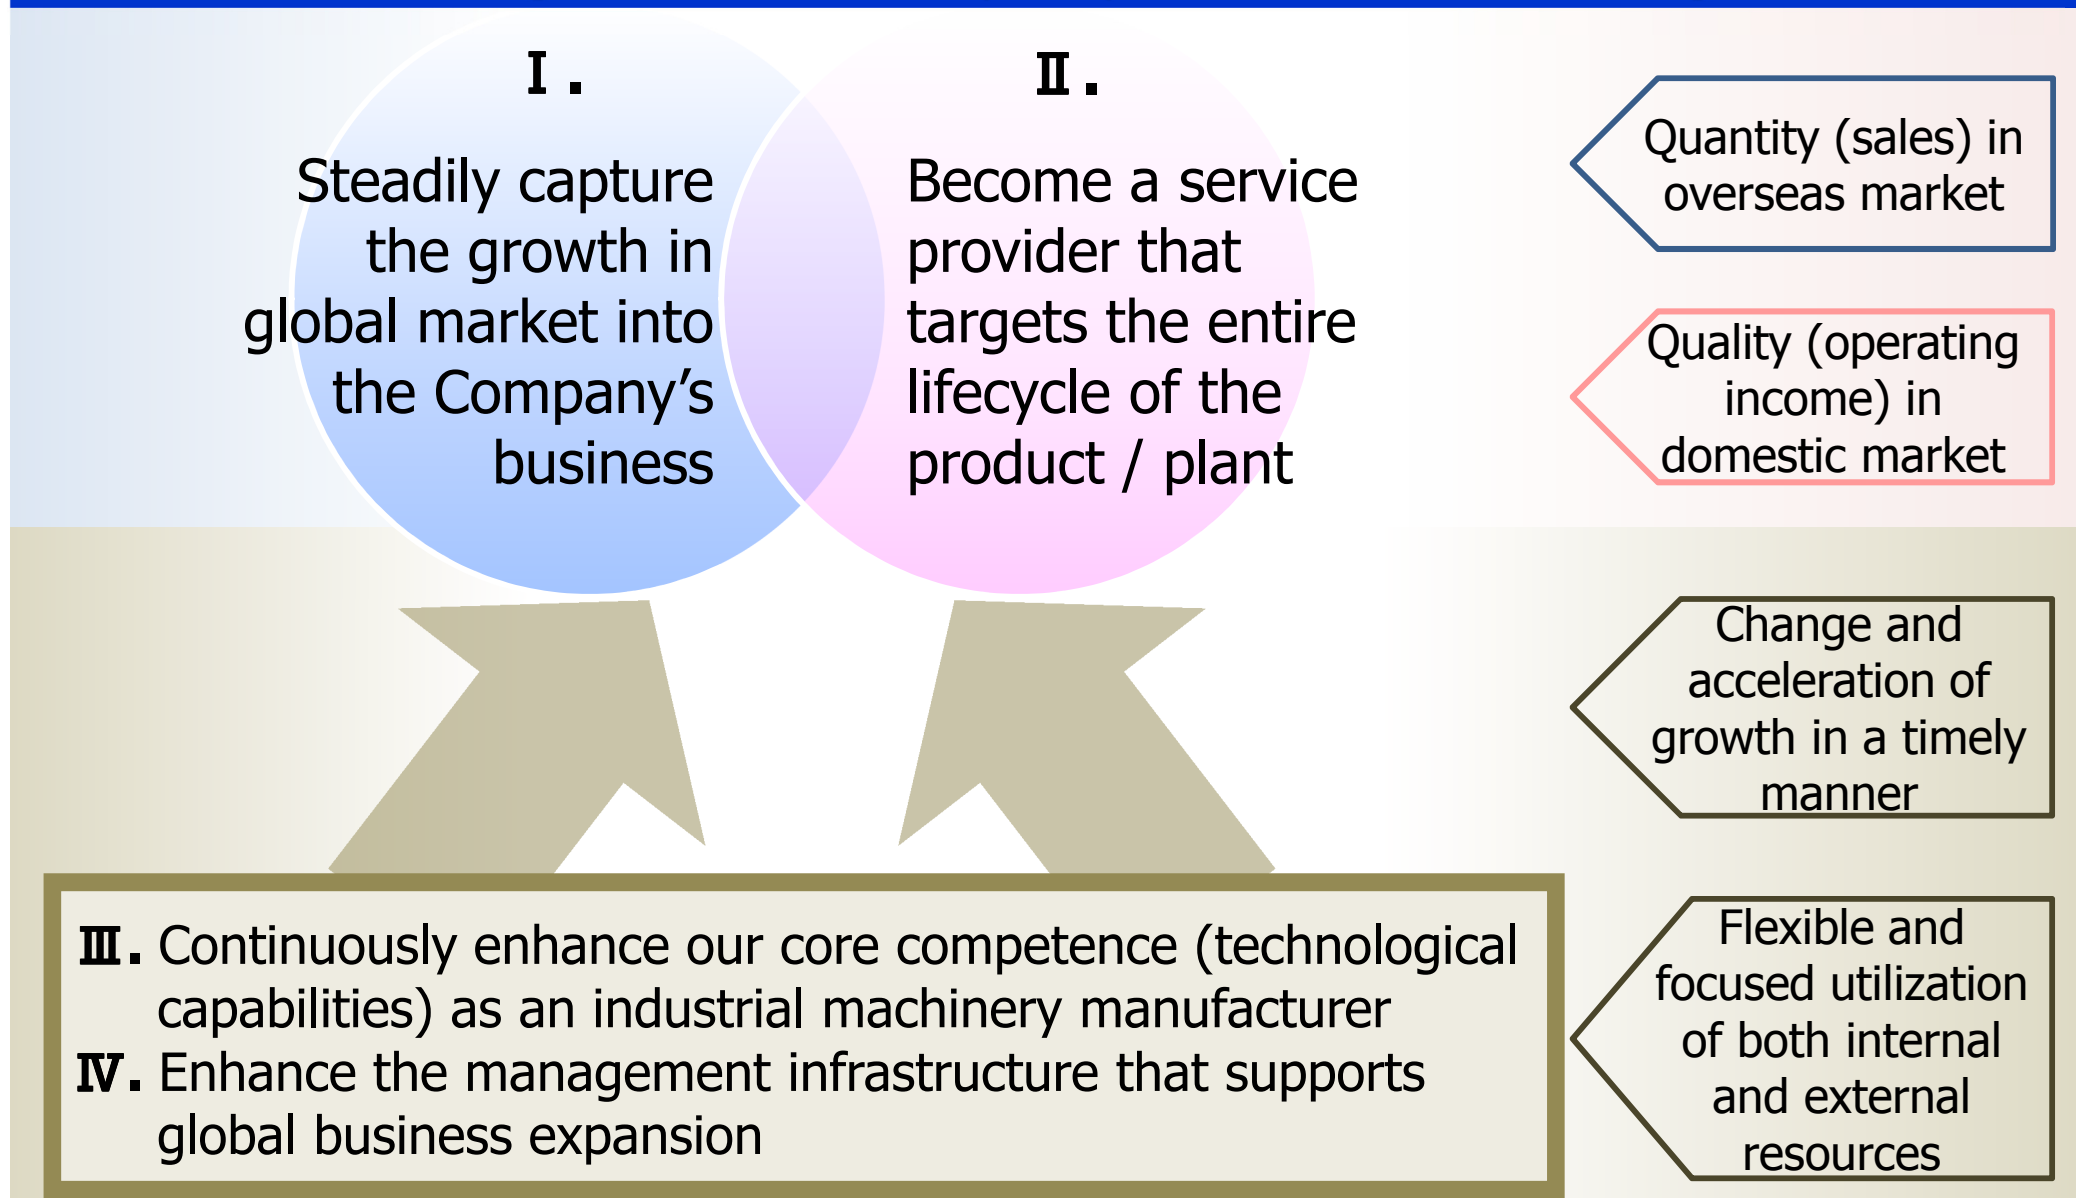 Ⅰ.
Steadily capture
the growth in
global market into
the Company’s
business
Ⅱ.
Become a service
provider that
targets the entire
lifecycle of the
product / plant
Quantity (sales) in
overseas market
Quality (operating
income) in
domestic market
Change and
acceleration of
growth in a timely
manner
Ⅲ. Continuously enhance our core competence (technological
capabilities) as an industrial machinery manufacturer
Ⅳ. Enhance the management infrastructure that supports
global business expansion
Flexible and
focused utilization
of both internal
and external
resources